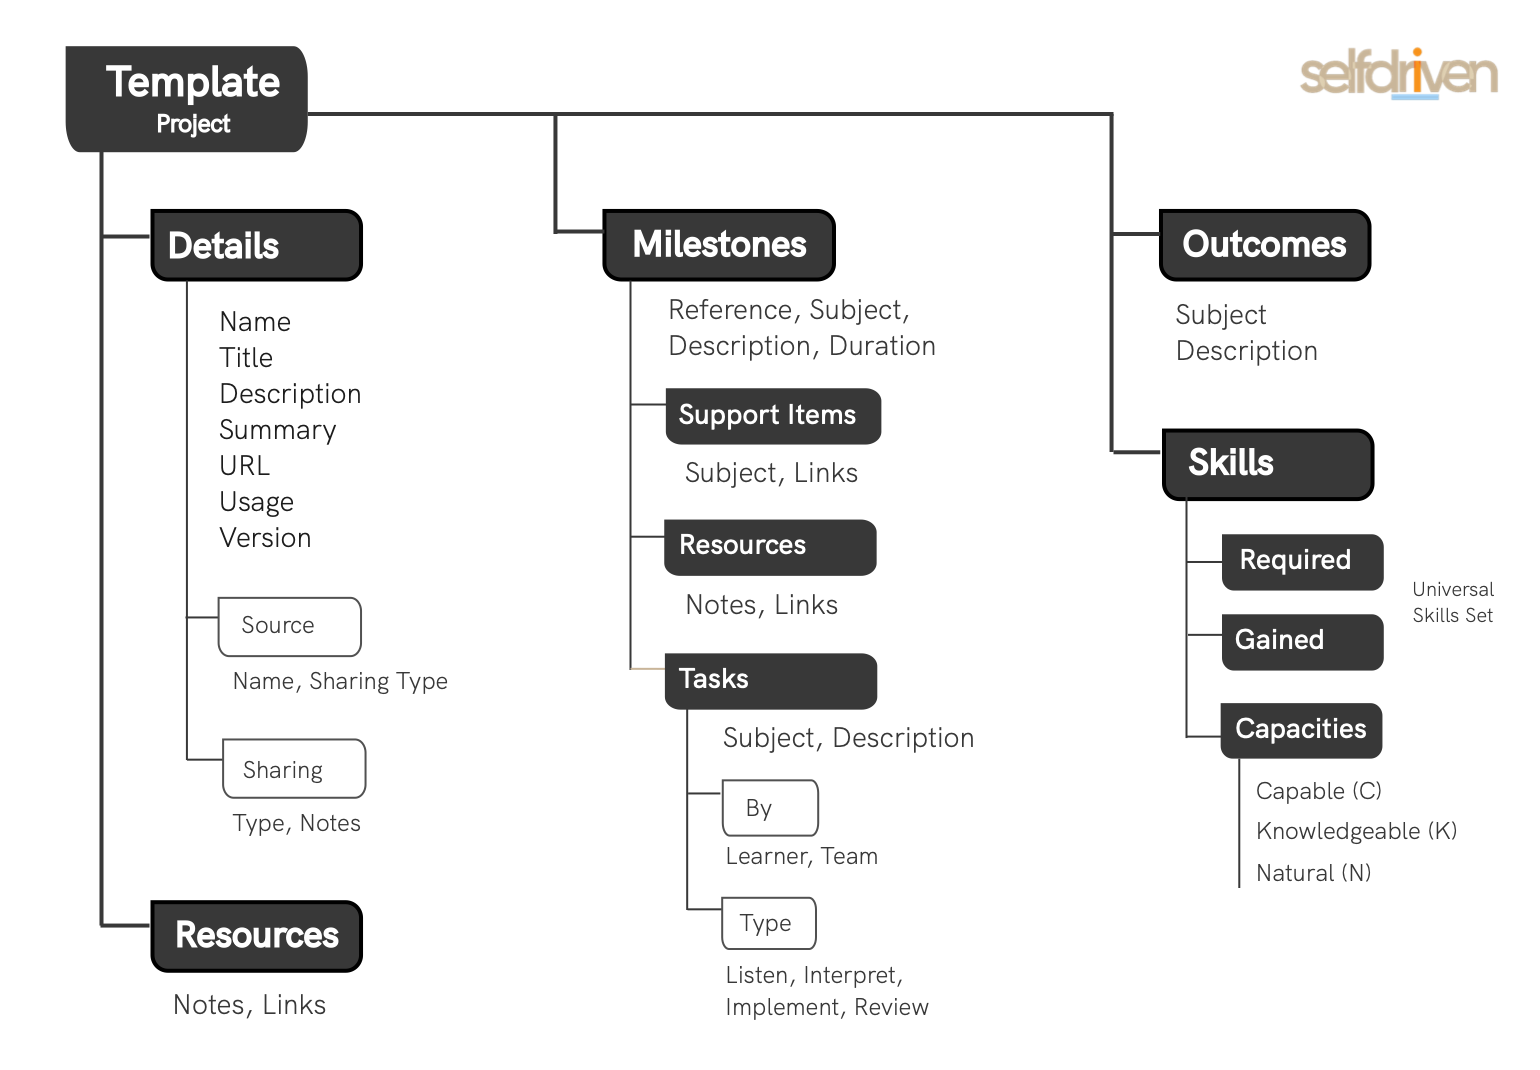 Template
Project
selfdriven
Details
Name
Title
Description
Summary
URL
Usage
Version
Source
Name, Sharing Type
Sharing
Type, Notes
Resources
Notes, Links
Milestones
Reference, Subject,
Description, Duration
Support Items
Subject, Links
Resources
Notes, Links
Tasks
Subject, Description
By
Learner, Team
Type
Listen, Interpret,
Implement, Review
Outcomes
Subject
Description
Skills
Required
Universal
Skills Set
Gained
Capacities
Capable (C)
Knowledgeable (K)
Natural (N)